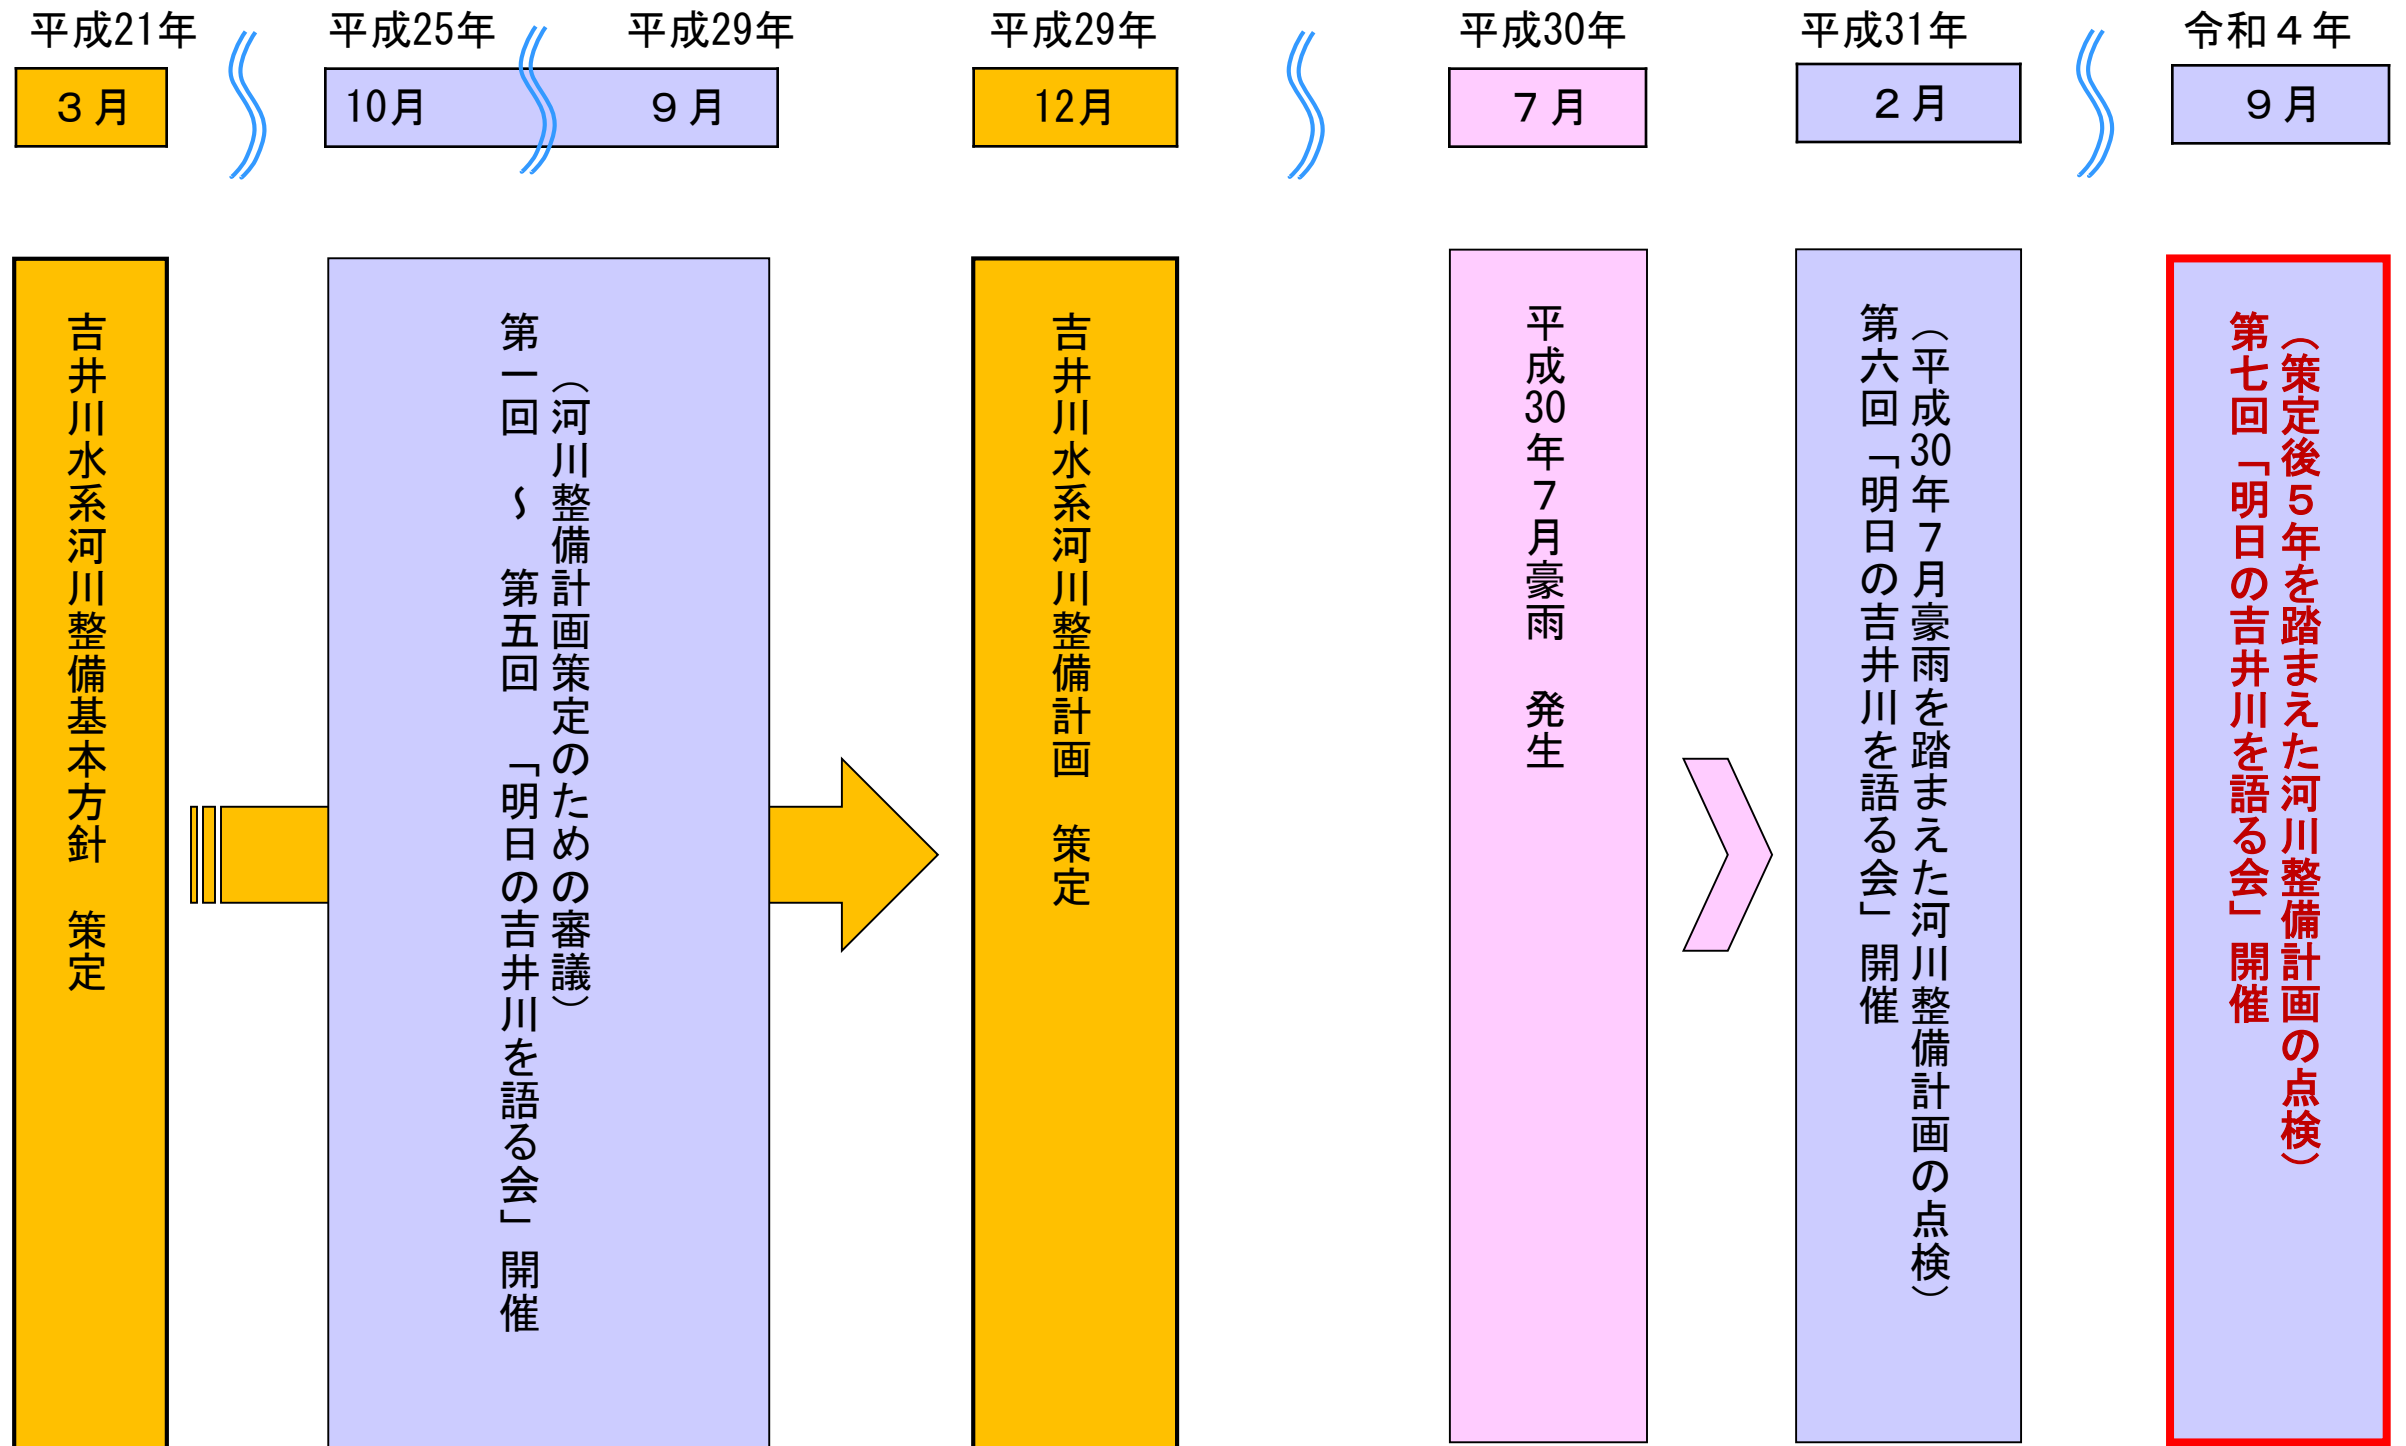 平成21年
平成25年
平成29年
平成29年
平成30年
平成31年
令和４年
３月
10月
９月
12月
７月
２月
９月
吉井川水系河川整備基本方針　策定
第一回　～　第五回　「明日の吉井川を語る会」開催
（河川整備計画策定のための審議）
吉井川水系河川整備計画　策定
平成30年７月豪雨　発生
第六回「明日の吉井川を語る会」開催
（平成30年７月豪雨を踏まえた河川整備計画の点検）
第七回「明日の吉井川を語る会」開催
（策定後５年を踏まえた河川整備計画の点検）